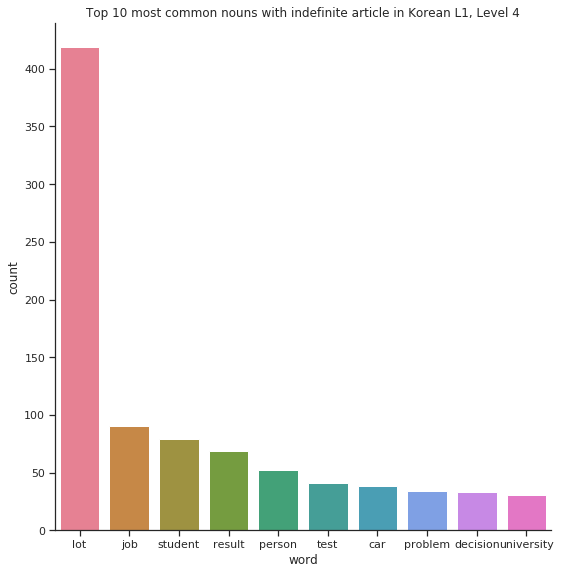 Top 10 most common nouns with indefinite article in Korean L1, Level 4
400
350
300
250
200
150
100
50
0
count
lot job student result person test car problem decision university
word